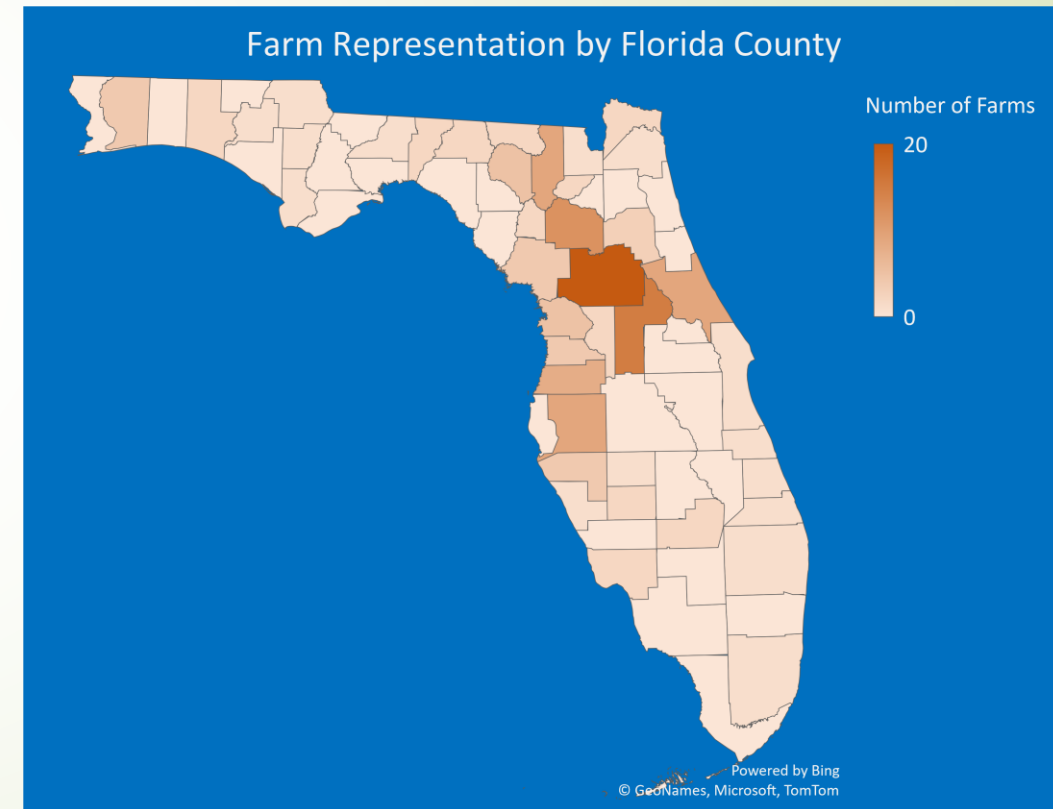 Farm Representation by Florida County
Number of Farms
20
0
Powered by Bing
© GeoNames, Microsoft, TomTom